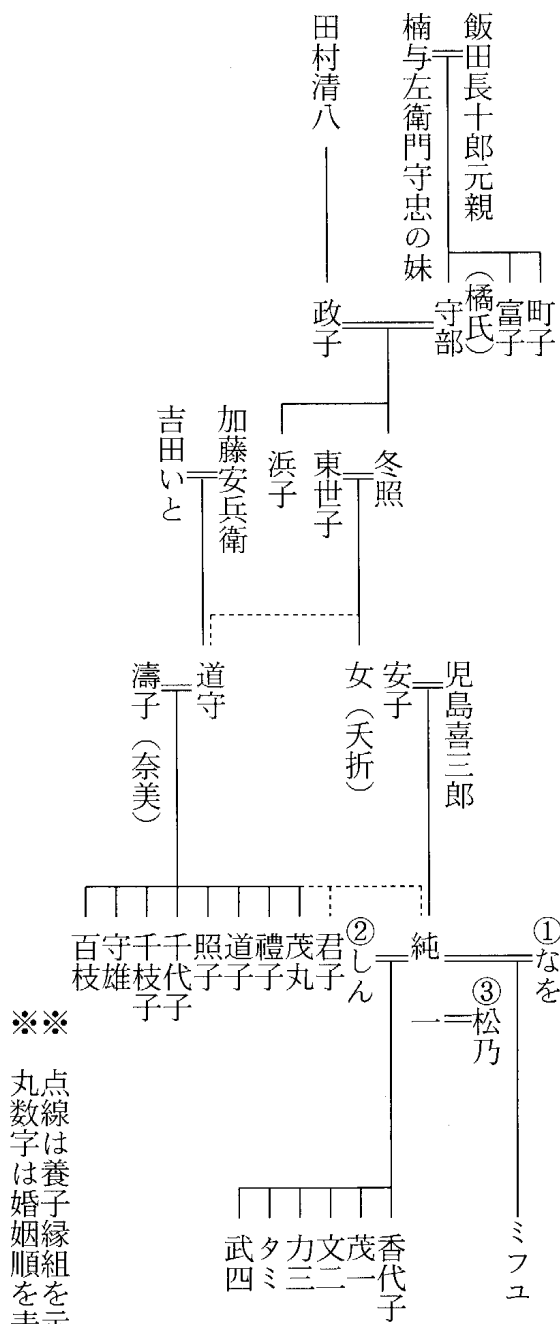 飯田長十郎元親
楠与左衛門守忠の妹
田村清八
町子
富子
守部
(橘氏)
政子
冬照
東世子
浜子
加藤安兵衛
吉田いと
児島喜三郎
安子
女(夭折)
道守
濤子(奈美)
①なを
③松乃
純一
②しん
君子
茂丸
禮子
道子
照子
千代子
千枝子
守雄
百枝
ミフユ
香代子
茂一
文二
力三
タミ
武四
※点線は養子縁組を示
※丸数字は婚姻順を表